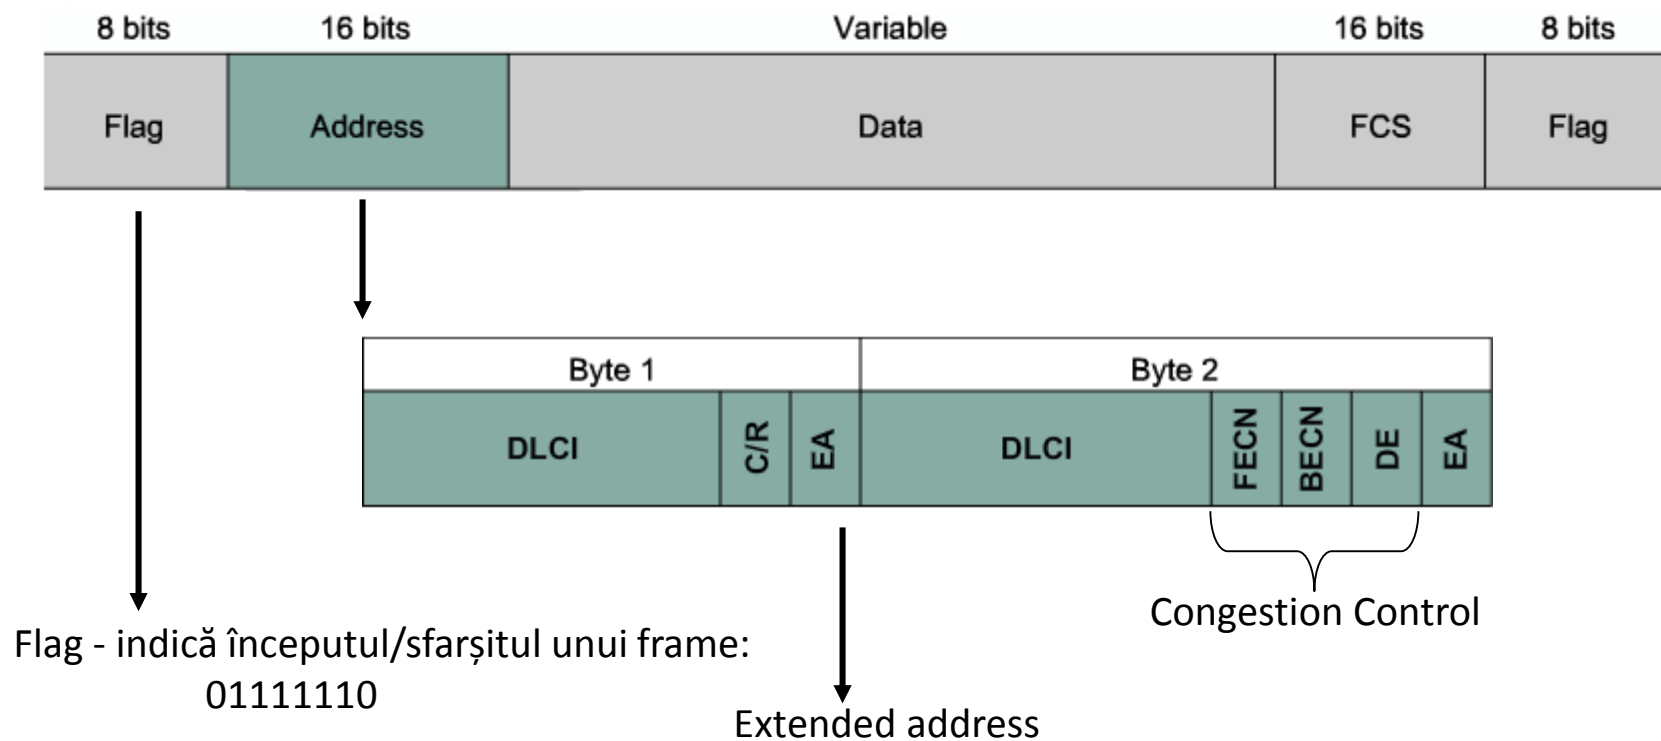 8 bits 16 bits Variable 16 bits 8 bits
Flag Address Data FCS Flag
Byte 1 Byte 2
DLCI C/R EA DLCI FECN BECN DE EA
Congestion Control
Flag - indică începutul/sfarșitul unui frame:
01111110
Extended address